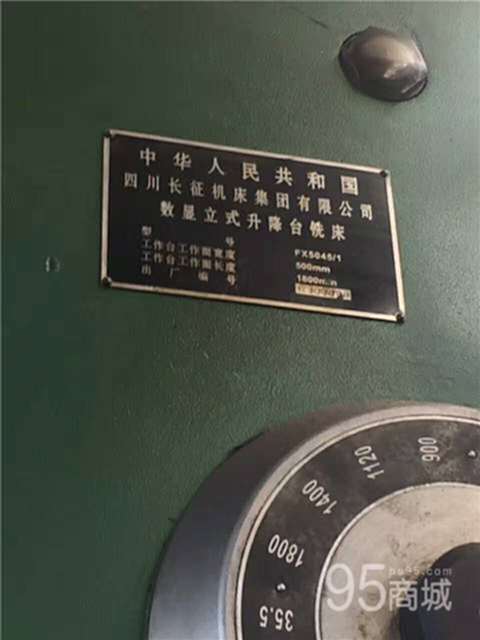 中华人民共和国
四川长征机床集团有限公司
数显立式升降台铣床
型号 FX5045/1
工作台工作面宽度 500mm
工作台工作面长度 1800mm
出厂编号
900
1120
1400
1800
35.5
95商城
pe95.com